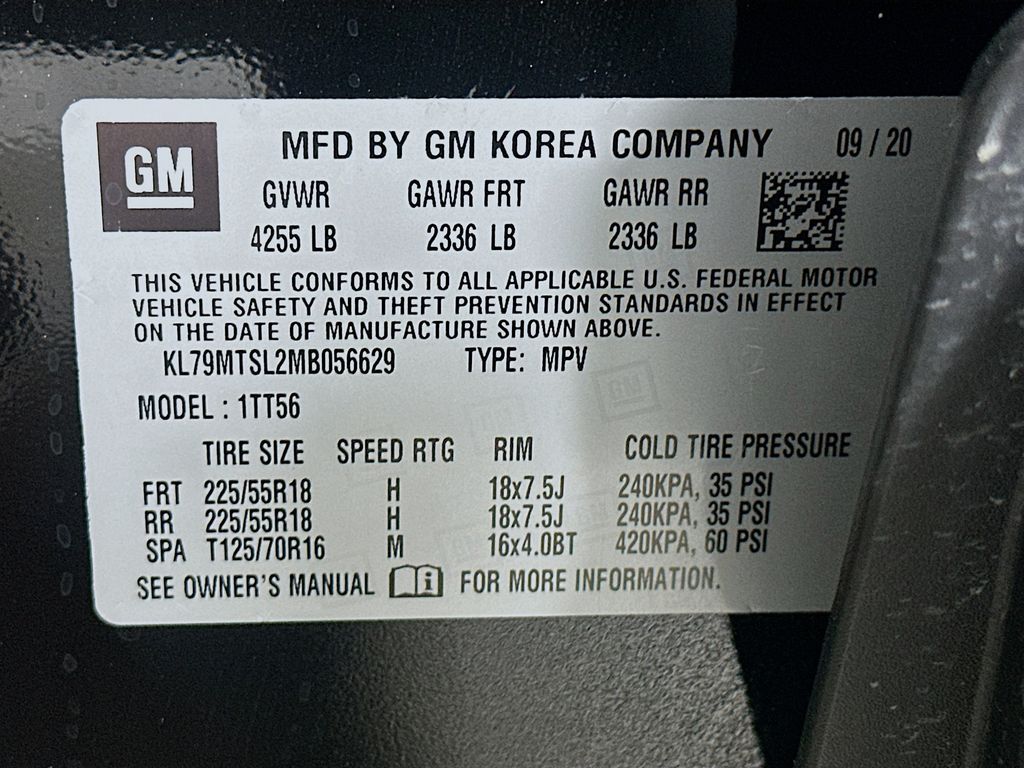 GM
MFD BY GM KOREA COMPANY 09 / 20
GVWR GAWR FRT GAWR RR
4255 LB 2336 LB 2336 LB
THIS VEHICLE CONFORMS TO ALL APPLICABLE U.S. FEDERAL MOTOR
VEHICLE SAFETY AND THEFT PREVENTION STANDARDS IN EFFECT
ON THE DATE OF MANUFACTURE SHOWN ABOVE.
KL79MTSL2MB056629 TYPE: MPV
MODEL : 1TT56
TIRE SIZE SPEED RTG RIM COLD TIRE PRESSURE
FRT 225/55R18 H 18x7.5J 240KPA, 35 PSI
RR 225/55R18 H 18x7.5J 240KPA, 35 PSI
SPA T125/70R16 M 16x4.0BT 420KPA, 60 PSI
SEE OWNER'S MANUAL i FOR MORE INFORMATION.